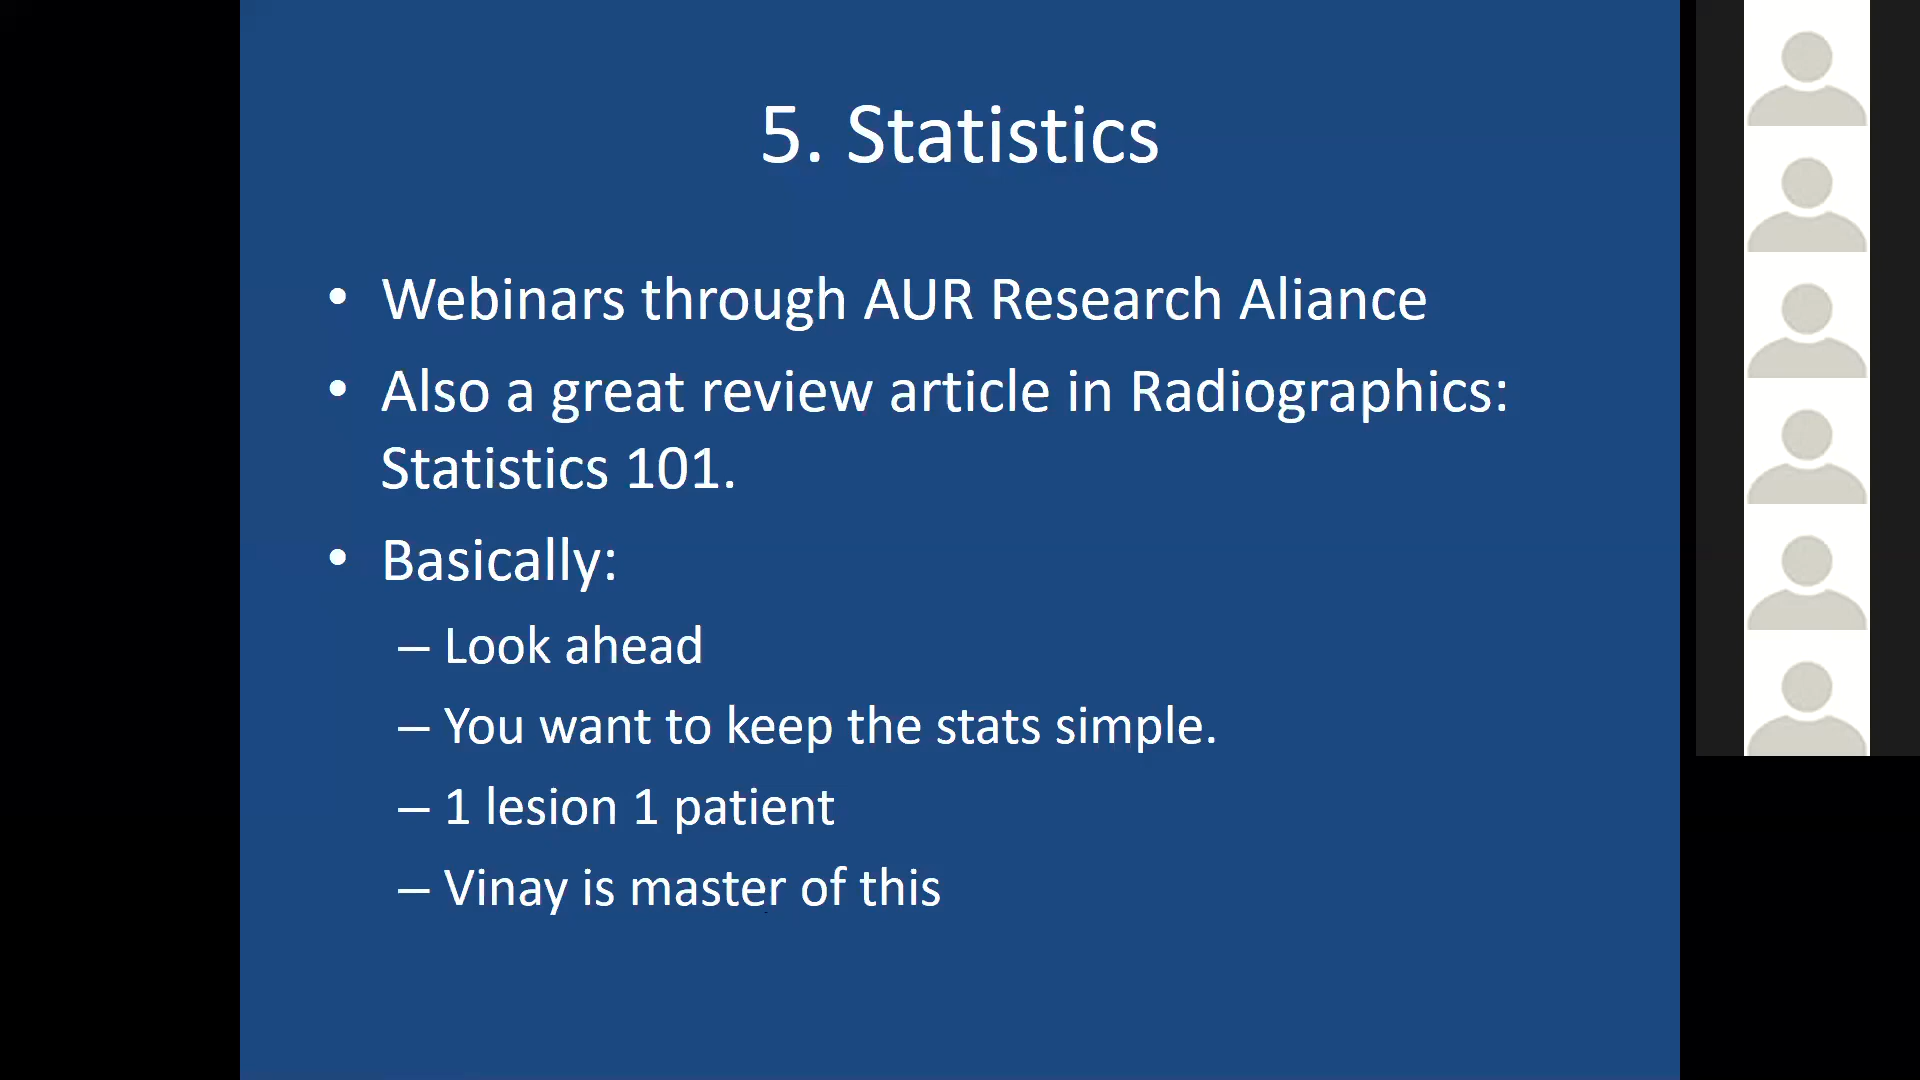 5. Statistics
• Webinars through AUR Research Aliance
• Also a great review article in Radiographics:
Statistics 101.
• Basically:
– Look ahead
– You want to keep the stats simple.
– 1 lesion 1 patient
– Vinay is master of this